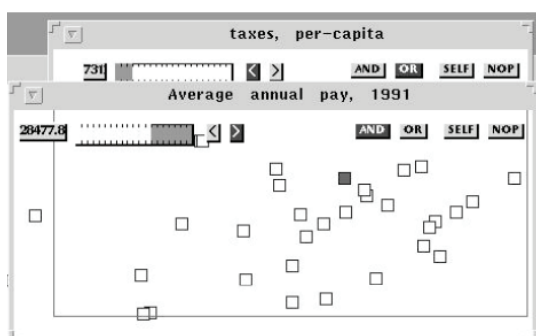 taxes, per-capita
731 < > AND OR SELF NOP
Average annual pay, 1991
28477.8 < > AND OR SELF NOP